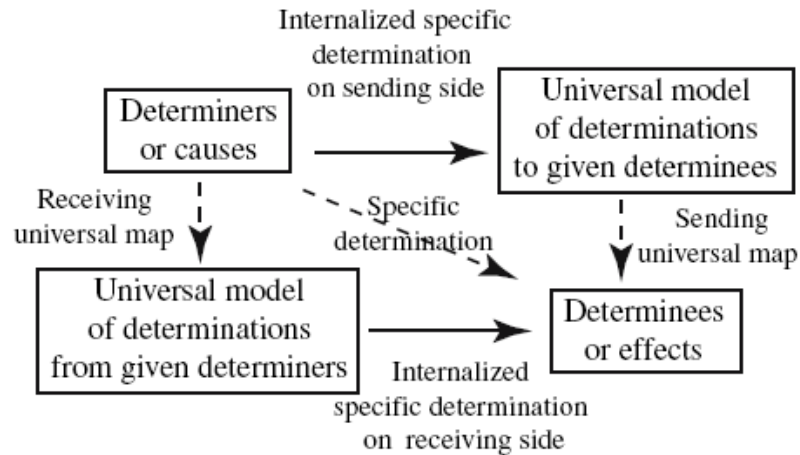 Internalized specific
determination
on sending side
Determiners
or causes
Universal model
of determinations
to given determinees
Receiving
universal map
Specific
determination
Sending
universal map
Universal model
of determinations
from given determiners
Determinees
or effects
Internalized
specific determination
on receiving side